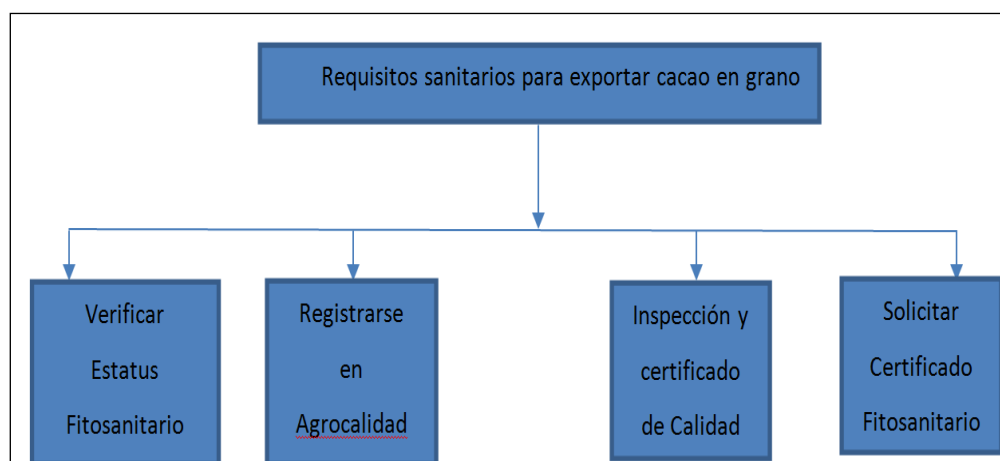 Requisitos sanitarios para exportar cacao en grano
Verificar
Estatus
Fitosanitario
Registrarse
en
Agrocalidad
Inspección y
certificado
de Calidad
Solicitar
Certificado
Fitosanitario